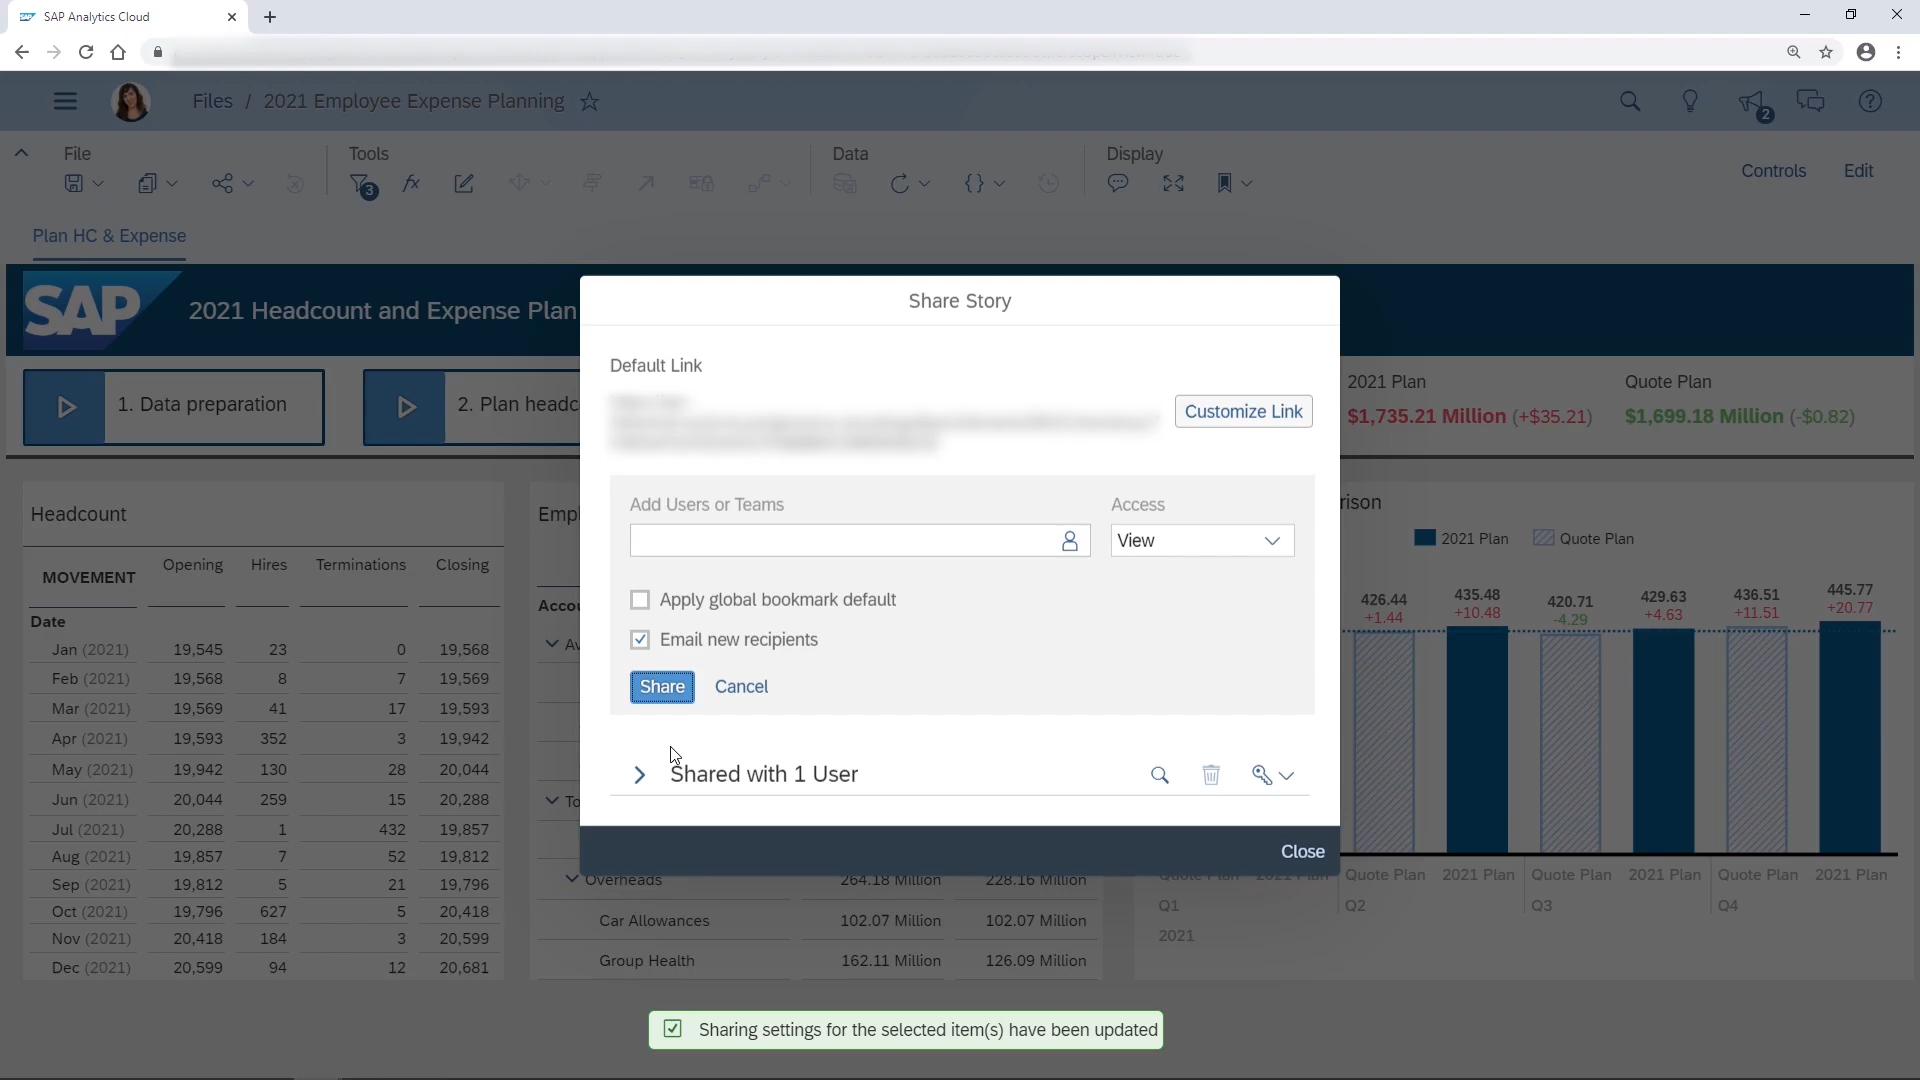 SAP Analytics Cloud
Files / 2021 Employee Expense Planning
2
File
Tools
Data
Display
3
Controls
Edit
Plan HC & Expense
SAP
2021 Headcount and Expense Plan
1. Data preparation
2. Plan headc
2021 Plan
$1,735.21 Million (+$35.21)
Quote Plan
$1,699.18 Million (-$0.82)
Share Story
Default Link
Customize Link
Add Users or Teams
Access
View
Apply global bookmark default
Email new recipients
Share
Cancel
Shared with 1 User
Close
Headcount
MOVEMENT Opening Hires Terminations Closing
Date
Jan (2021) 19,545 23 0 19,568
Feb (2021) 19,568 8 7 19,569
Mar (2021) 19,569 41 17 19,593
Apr (2021) 19,593 352 3 19,942
May (2021) 19,942 130 28 20,044
Jun (2021) 20,044 259 15 20,288
Jul (2021) 20,288 1 432 19,857
Aug (2021) 19,857 7 52 19,812
Sep (2021) 19,812 5 21 19,796
Oct (2021) 19,796 627 5 20,418
Nov (2021) 20,418 184 3 20,599
Dec (2021) 20,599 94 12 20,681
Empl
Accou
Av
To
Overheads 264.18 Million 228.16 Million
Car Allowances 102.07 Million 102.07 Million
Group Health 162.11 Million 126.09 Million
rison
2021 Plan Quote Plan
426.44 435.48 420.71 429.63 436.51 445.77
+1.44 +10.48 -4.29 +4.63 +11.51 +20.77
Quote Plan 2021 Plan Quote Plan 2021 Plan Quote Plan 2021 Plan Quote Plan 2021 Plan
Q1 Q2 Q3 Q4
2021
Sharing settings for the selected item(s) have been updated